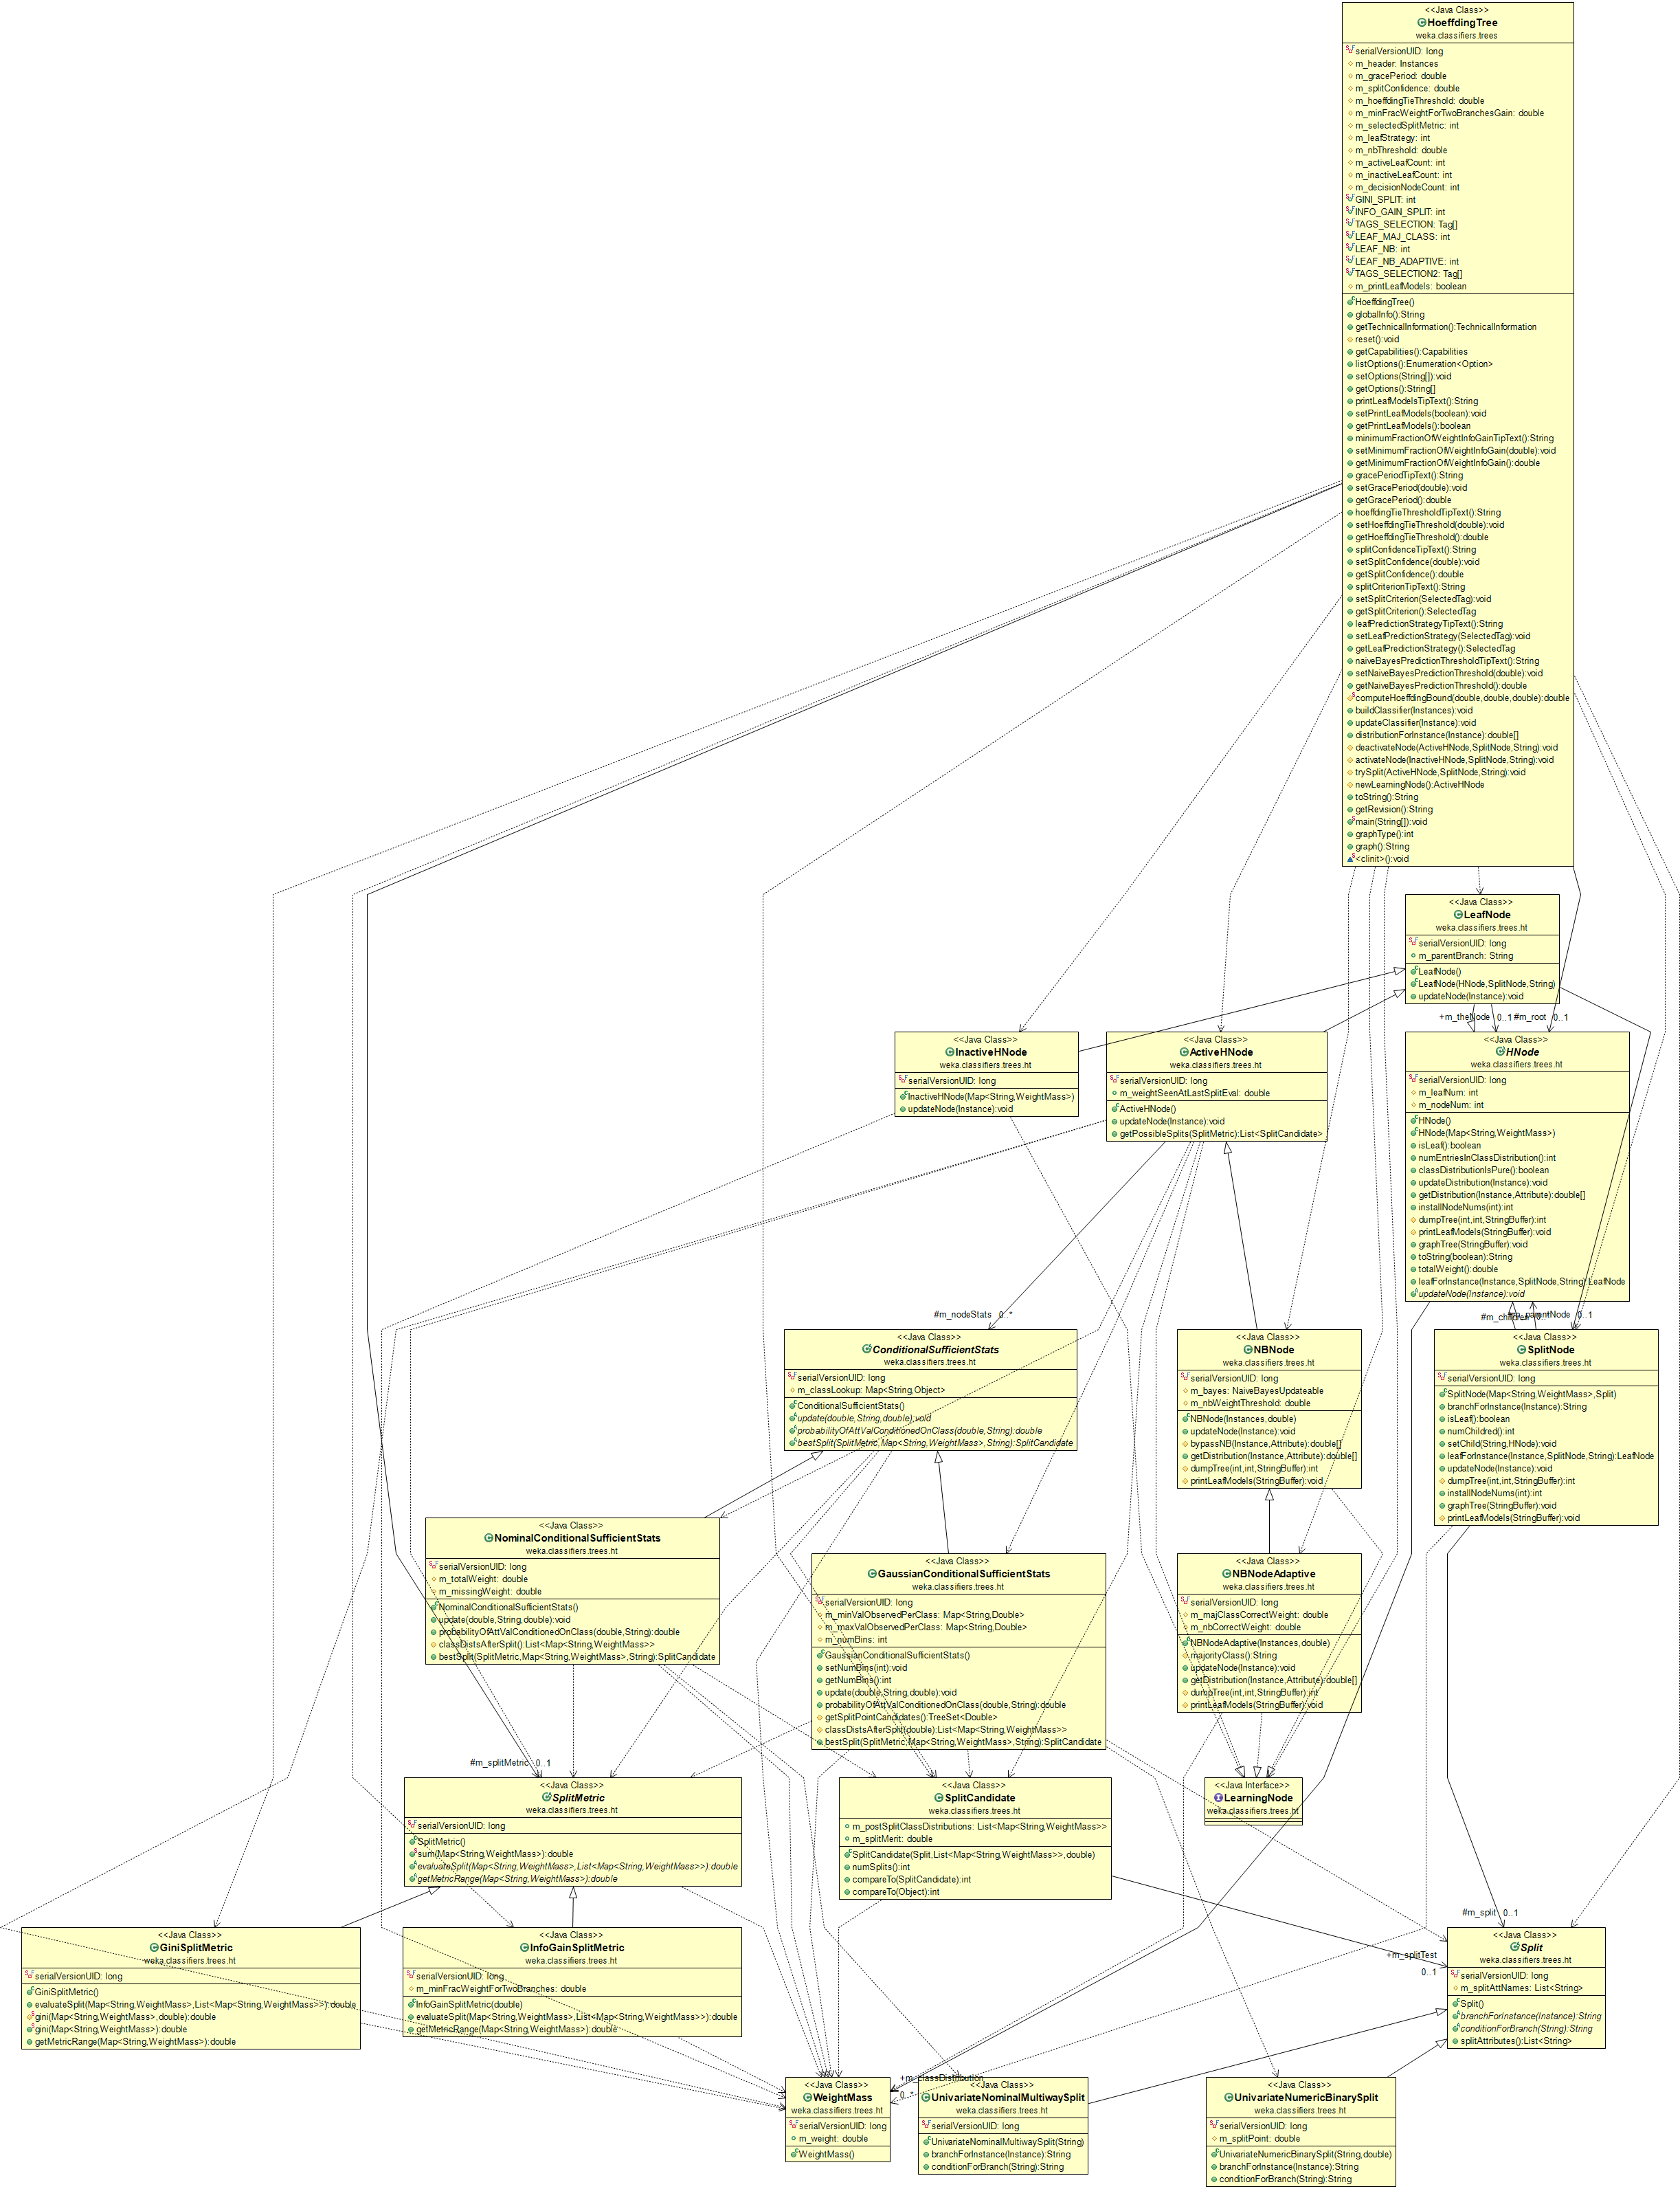 <<Java Class>>
HoeffdingTree
weka.classifiers.trees
serialVersionUID: long
m_header: Instances
m_gracePeriod: double
m_splitConfidence: double
m_hoeffdingTieThreshold: double
m_minFracWeightForTwoBranchesGain: double
m_selectedSplitMetric: int
m_leafStrategy: int
m_nbThreshold: double
m_activeLeafCount: int
m_inactiveLeafCount: int
m_decisionNodeCount: int
GINI_SPLIT: int
INFO_GAIN_SPLIT: int
TAGS_SELECTION: Tag[]
LEAF_MAJ_CLASS: int
LEAF_NB: int
LEAF_NB_ADAPTIVE: int
TAGS_SELECTION2: Tag[]
m_printLeafModels: boolean
HoeffdingTree()
globalInfo():String
getTechnicalInformation():TechnicalInformation
reset():void
getCapabilities():Capabilities
listOptions():Enumeration<Option>
setOptions(String[]):void
getOptions():String[]
printLeafModelsTipText():String
setPrintLeafModels(boolean):void
getPrintLeafModels():boolean
minimumFractionOfWeightInfoGainTipText():String
setMinimumFractionOfWeightInfoGain(double):void
getMinimumFractionOfWeightInfoGain():double
gracePeriodTipText():String
setGracePeriod(double):void
getGracePeriod():double
hoeffdingTieThresholdTipText():String
setHoeffdingTieThreshold(double):void
getHoeffdingTieThreshold():double
splitConfidenceTipText():String
setSplitConfidence(double):void
getSplitConfidence():double
splitCriterionTipText():String
setSplitCriterion(SelectedTag):void
getSplitCriterion():SelectedTag
leafPredictionStrategyTipText():String
setLeafPredictionStrategy(SelectedTag):void
getLeafPredictionStrategy():SelectedTag
naiveBayesPredictionThresholdTipText():String
setNaiveBayesPredictionThreshold(double):void
getNaiveBayesPredictionThreshold():double
computeHoeffdingBound(double,double,double):double
buildClassifier(Instances):void
updateClassifier(Instance):void
distributionForInstance(Instance):double[]
deactivateNode(ActiveHNode,SplitNode,String):void
activateNode(InactiveHNode,SplitNode,String):void
trySplit(ActiveHNode,SplitNode,String):void
newLearningNode():ActiveHNode
toString():String
getRevision():String
main(String[]):void
graphType():int
graph():String
<clinit>():void
<<Java Class>>
LeafNode
weka.classifiers.trees.ht
serialVersionUID: long
m_parentBranch: String
LeafNode()
LeafNode(HNode,SplitNode,String)
updateNode(Instance):void
+m_theNode 0..1 #m_root 0..1
<<Java Class>>
InactiveHNode
weka.classifiers.trees.ht
serialVersionUID: long
InactiveHNode(Map<String,WeightMass>)
updateNode(Instance):void
<<Java Class>>
ActiveHNode
weka.classifiers.trees.ht
serialVersionUID: long
m_weightSeenAtLastSplitEval: double
ActiveHNode()
updateNode(Instance):void
getPossibleSplits(SplitMetric):List<SplitCandidate>
<<Java Class>>
HNode
weka.classifiers.trees.ht
serialVersionUID: long
m_leafNum: int
m_nodeNum: int
HNode()
HNode(Map<String,WeightMass>)
isLeaf():boolean
numEntriesInClassDistribution():int
classDistributionIsPure():boolean
updateDistribution(Instance):void
getDistribution(Instance,Attribute):double[]
installNodeNums(int):int
dumpTree(int,int,StringBuffer):int
printLeafModels(StringBuffer):void
graphTree(StringBuffer):void
toString(boolean):String
totalWeight():double
leafForInstance(Instance,SplitNode,String):LeafNode
updateNode(Instance):void
#m_nodeStats 0..*
#m_children m_parentNode 0..1
<<Java Class>>
ConditionalSufficientStats
weka.classifiers.trees.ht
serialVersionUID: long
m_classLookup: Map<String,Object>
ConditionalSufficientStats()
update(double,String,double):void
probabilityOfAttValConditionedOnClass(double,String):double
bestSplit(SplitMetric,Map<String,WeightMass>,String):SplitCandidate
<<Java Class>>
NBNode
weka.classifiers.trees.ht
serialVersionUID: long
m_bayes: NaiveBayesUpdateable
m_nbWeightThreshold: double
NBNode(Instances,double)
updateNode(Instance):void
bypassNB(Instance,Attribute):double[]
getDistribution(Instance,Attribute):double[]
dumpTree(int,int,StringBuffer):int
printLeafModels(StringBuffer):void
<<Java Class>>
SplitNode
weka.classifiers.trees.ht
serialVersionUID: long
SplitNode(Map<String,WeightMass>,Split)
branchForInstance(Instance):String
isLeaf():boolean
numChildred():int
setChild(String,HNode):void
leafForInstance(Instance,SplitNode,String):LeafNode
updateNode(Instance):void
dumpTree(int,int,StringBuffer):int
installNodeNums(int):int
graphTree(StringBuffer):void
printLeafModels(StringBuffer):void
<<Java Class>>
NominalConditionalSufficientStats
weka.classifiers.trees.ht
serialVersionUID: long
m_totalWeight: double
m_missingWeight: double
NominalConditionalSufficientStats()
update(double,String,double):void
probabilityOfAttValConditionedOnClass(double,String):double
classDistsAfterSplit():List<Map<String,WeightMass>>
bestSplit(SplitMetric,Map<String,WeightMass>,String):SplitCandidate
<<Java Class>>
GaussianConditionalSufficientStats
weka.classifiers.trees.ht
serialVersionUID: long
m_minValObservedPerClass: Map<String,Double>
m_maxValObservedPerClass: Map<String,Double>
m_numBins: int
GaussianConditionalSufficientStats()
setNumBins(int):void
getNumBins():int
update(double,String,double):void
probabilityOfAttValConditionedOnClass(double,String):double
getSplitPointCandidates():TreeSet<Double>
classDistsAfterSplit(double):List<Map<String,WeightMass>>
bestSplit(SplitMetric,Map<String,WeightMass>,String):SplitCandidate
<<Java Class>>
NBNodeAdaptive
weka.classifiers.trees.ht
serialVersionUID: long
m_majClassCorrectWeight: double
m_nbCorrectWeight: double
NBNodeAdaptive(Instances,double)
majorityClass():String
updateNode(Instance):void
getDistribution(Instance,Attribute):double[]
dumpTree(int,int,StringBuffer):int
printLeafModels(StringBuffer):void
#m_splitMetric 0..1
<<Java Class>>
SplitMetric
weka.classifiers.trees.ht
serialVersionUID: long
SplitMetric()
sum(Map<String,WeightMass>):double
evaluateSplit(Map<String,WeightMass>,List<Map<String,WeightMass>>):double
getMetricRange(Map<String,WeightMass>):double
<<Java Class>>
SplitCandidate
weka.classifiers.trees.ht
m_postSplitClassDistributions: List<Map<String,WeightMass>>
m_splitMerit: double
SplitCandidate(Split,List<Map<String,WeightMass>>,double)
numSplits():int
compareTo(SplitCandidate):int
compareTo(Object):int
<<Java Interface>>
LearningNode
weka.classifiers.trees.ht
#m_split 0..1
+m_splitTest
0..1
<<Java Class>>
GiniSplitMetric
weka.classifiers.trees.ht
serialVersionUID: long
GiniSplitMetric()
evaluateSplit(Map<String,WeightMass>,List<Map<String,WeightMass>>):double
gini(Map<String,WeightMass>,double):double
gini(Map<String,WeightMass>):double
getMetricRange(Map<String,WeightMass>):double
<<Java Class>>
InfoGainSplitMetric
weka.classifiers.trees.ht
serialVersionUID: long
m_minFracWeightForTwoBranches: double
InfoGainSplitMetric(double)
evaluateSplit(Map<String,WeightMass>,List<Map<String,WeightMass>>):double
getMetricRange(Map<String,WeightMass>):double
<<Java Class>>
Split
weka.classifiers.trees.ht
serialVersionUID: long
m_splitAttNames: List<String>
Split()
branchForInstance(Instance):String
conditionForBranch(String):String
splitAttributes():List<String>
+m_classDistribution
0..*
<<Java Class>>
WeightMass
weka.classifiers.trees.ht
serialVersionUID: long
m_weight: double
WeightMass()
<<Java Class>>
UnivariateNominalMultiwaySplit
weka.classifiers.trees.ht
serialVersionUID: long
UnivariateNominalMultiwaySplit(String)
branchForInstance(Instance):String
conditionForBranch(String):String
<<Java Class>>
UnivariateNumericBinarySplit
weka.classifiers.trees.ht
serialVersionUID: long
m_splitPoint: double
UnivariateNumericBinarySplit(String,double)
branchForInstance(Instance):String
conditionForBranch(String):String